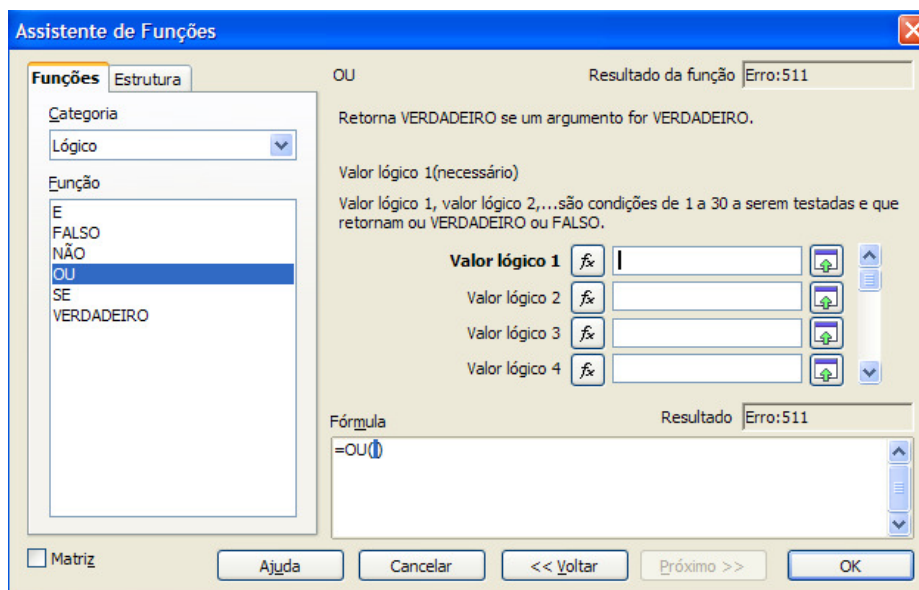 Assistente de Funções
Funções
Estrutura
Categoria
Lógico
Função
E
FALSO
NÃO
OU
SE
VERDADEIRO
OU
Resultado da função Erro:511
Retorna VERDADEIRO se um argumento for VERDADEIRO.
Valor lógico 1(necessário)
Valor lógico 1, valor lógico 2,...são condições de 1 a 30 a serem testadas e que
retornam ou VERDADEIRO ou FALSO.
Valor lógico 1 fx
Valor lógico 2 fx
Valor lógico 3 fx
Valor lógico 4 fx
Fórmula
Resultado Erro:511
=OU()
Matriz
Ajuda
Cancelar
<< Voltar
Próximo >>
OK